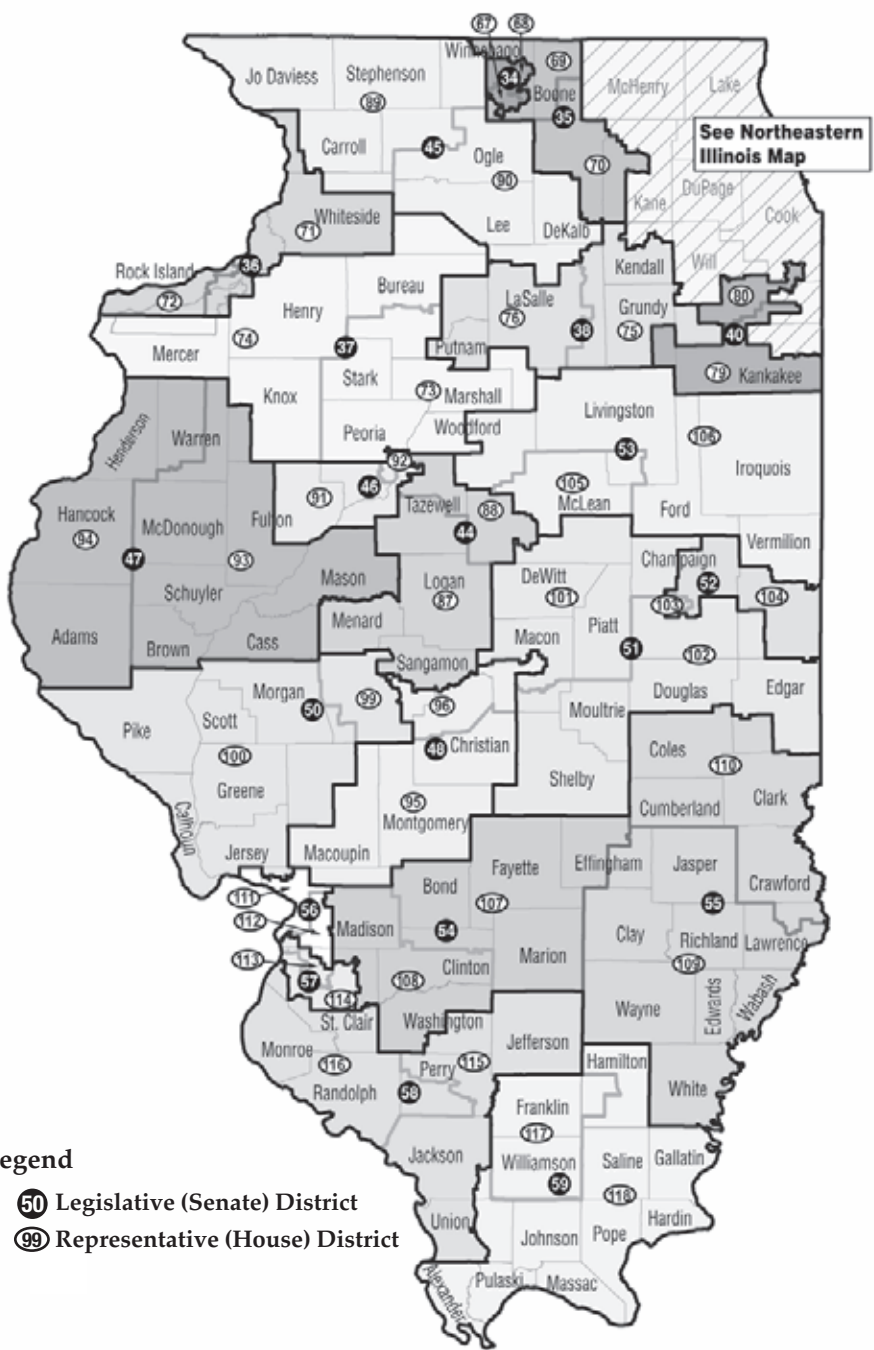 67 68
Winnebago
Jo Daviess
Stephenson
69
34
McHenry
Lake
89
Boone
35
See Northeastern
Illinois Map
Carroll
45
Ogle
70
90
DuPage
Kane
Cook
Whiteside
71
Lee
DeKalb
36
Rock Island
Kendall
Will
72
Bureau
LaSalle
80
Henry
76
Grundy
74
38
75
40
37
Putnam
Mercer
79
Kankakee
Stark
73
Knox
Marshall
Livingston
Peoria
Woodford
106
Henderson
Warren
53
92
Iroquois
46
105
91
Tazewell
88
McLean
Ford
Hancock
McDonough
Fulton
94
44
Vermillion
47
93
Champaign
Mason
Logan
DeWitt
52
Schuyler
87
101
103
104
Menard
Piatt
Adams
Macon
Brown
Cass
51
102
Sangamon
Morgan
99
Douglas
Edgar
50
96
Moultrie
Pike
Scott
48
Christian
Coles
100
110
Shelby
Greene
95
Clark
Calhoun
Montgomery
Cumberland
Jersey
Macoupin
Fayette
Effingham
Jasper
Bond
Crawford
111
107
56
55
112
Madison
54
Clay
Richland
Lawrence
113
Clinton
Marion
109
57
108
114
Wayne
Edwards
Wabash
St. Clair
Washington
Jefferson
Monroe
116
Perry
115
Hamilton
Randolph
58
White
Franklin
117
egend
Jackson
Williamson
Saline
Gallatin
59
118
50 Legislative (Senate) District
Union
Hardin
99 Representative (House) District
Johnson
Pope
Alexander
Pulaski
Massac